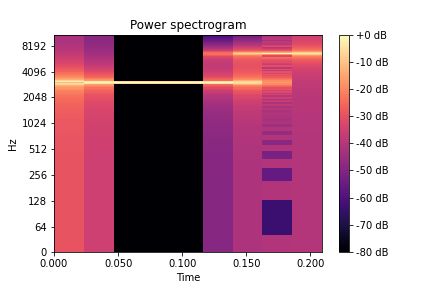 Power spectrogram
Hz
8192
4096
2048
1024
512
256
128
64
0
0.000
0.050
0.100
0.150
0.200
Time
+0 dB
-10 dB
-20 dB
-30 dB
-40 dB
-50 dB
-60 dB
-70 dB
-80 dB